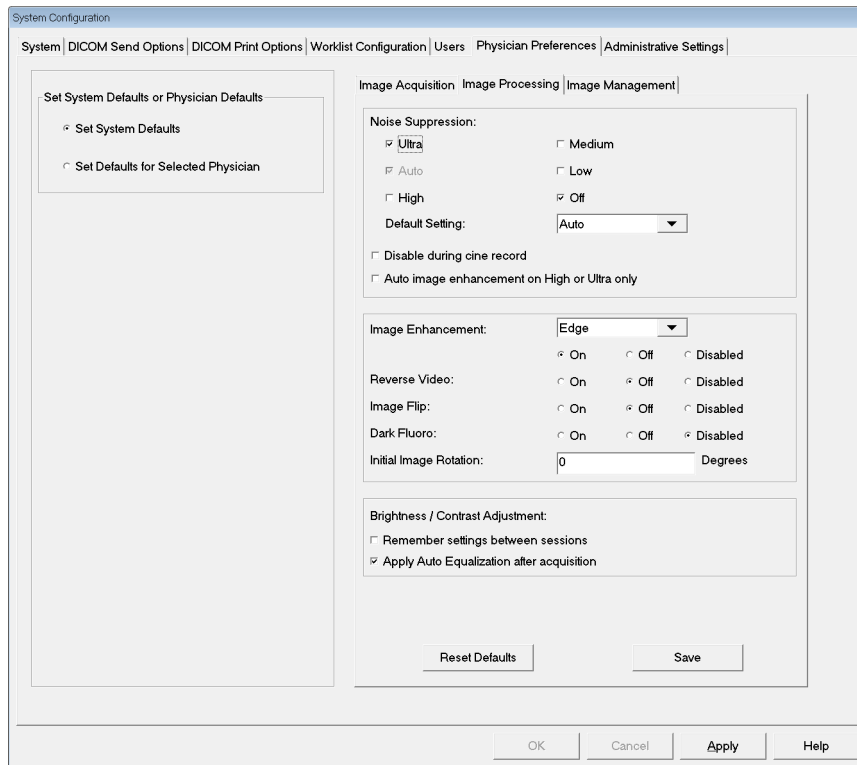 System Configuration
System DICOM Send Options DICOM Print Options Worklist Configuration Users Physician Preferences Administrative Settings
Set System Defaults or Physician Defaults
Set System Defaults
Set Defaults for Selected Physician
Image Acquisition Image Processing Image Management
Noise Suppression:
Ultra Medium
Auto Low
High Off
Default Setting: Auto
Disable during cine record
Auto image enhancement on High or Ultra only
Image Enhancement: Edge
On Off Disabled
Reverse Video: On Off Disabled
Image Flip: On Off Disabled
Dark Fluoro: On Off Disabled
Initial Image Rotation: 0 Degrees
Brightness / Contrast Adjustment:
Remember settings between sessions
Apply Auto Equalization after acquisition
Reset Defaults Save
OK Cancel Apply Help